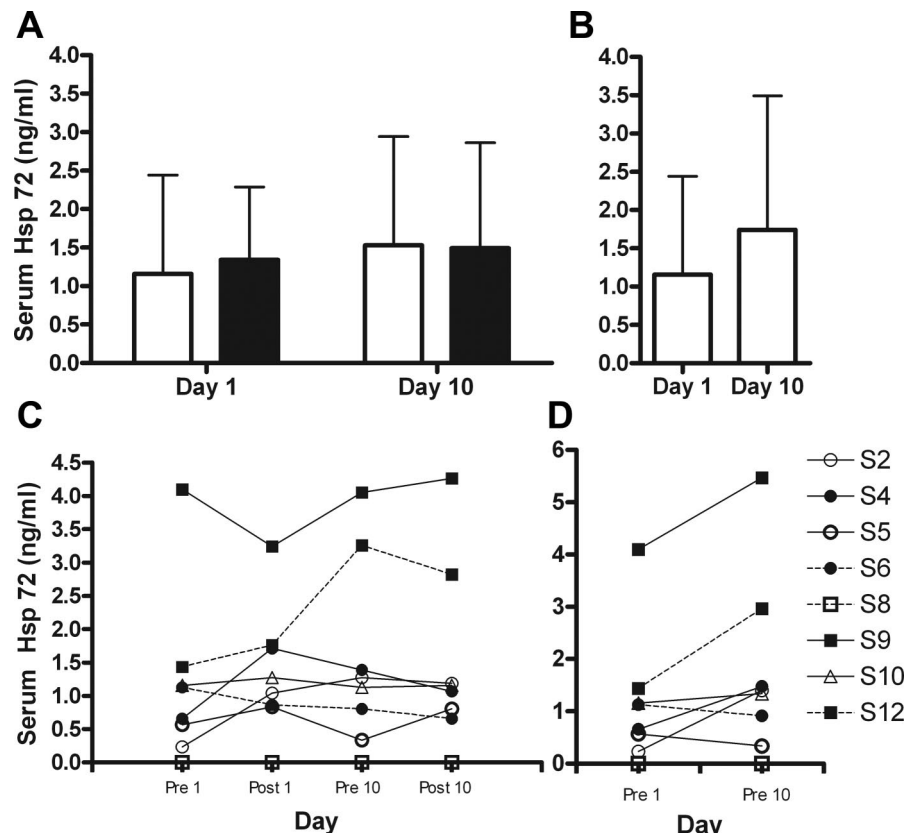 A
B
Serum Hsp 72 (ng/ml)
4.0
3.5
3.0
2.5
2.0
1.5
1.0
0.5
0.0
Day 1
Day 10
4.0
3.5
3.0
2.5
2.0
1.5
1.0
0.5
0.0
Day 1 Day 10
C
D
Serum Hsp 72 (ng/ml)
4.5
4.0
3.5
3.0
2.5
2.0
1.5
1.0
0.5
0.0
Pre 1 Post 1 Pre 10 Post 10
Day
6
5
4
3
2
1
0
Pre 1 Pre 10
Day
S2
S4
S5
S6
S8
S9
S10
S12